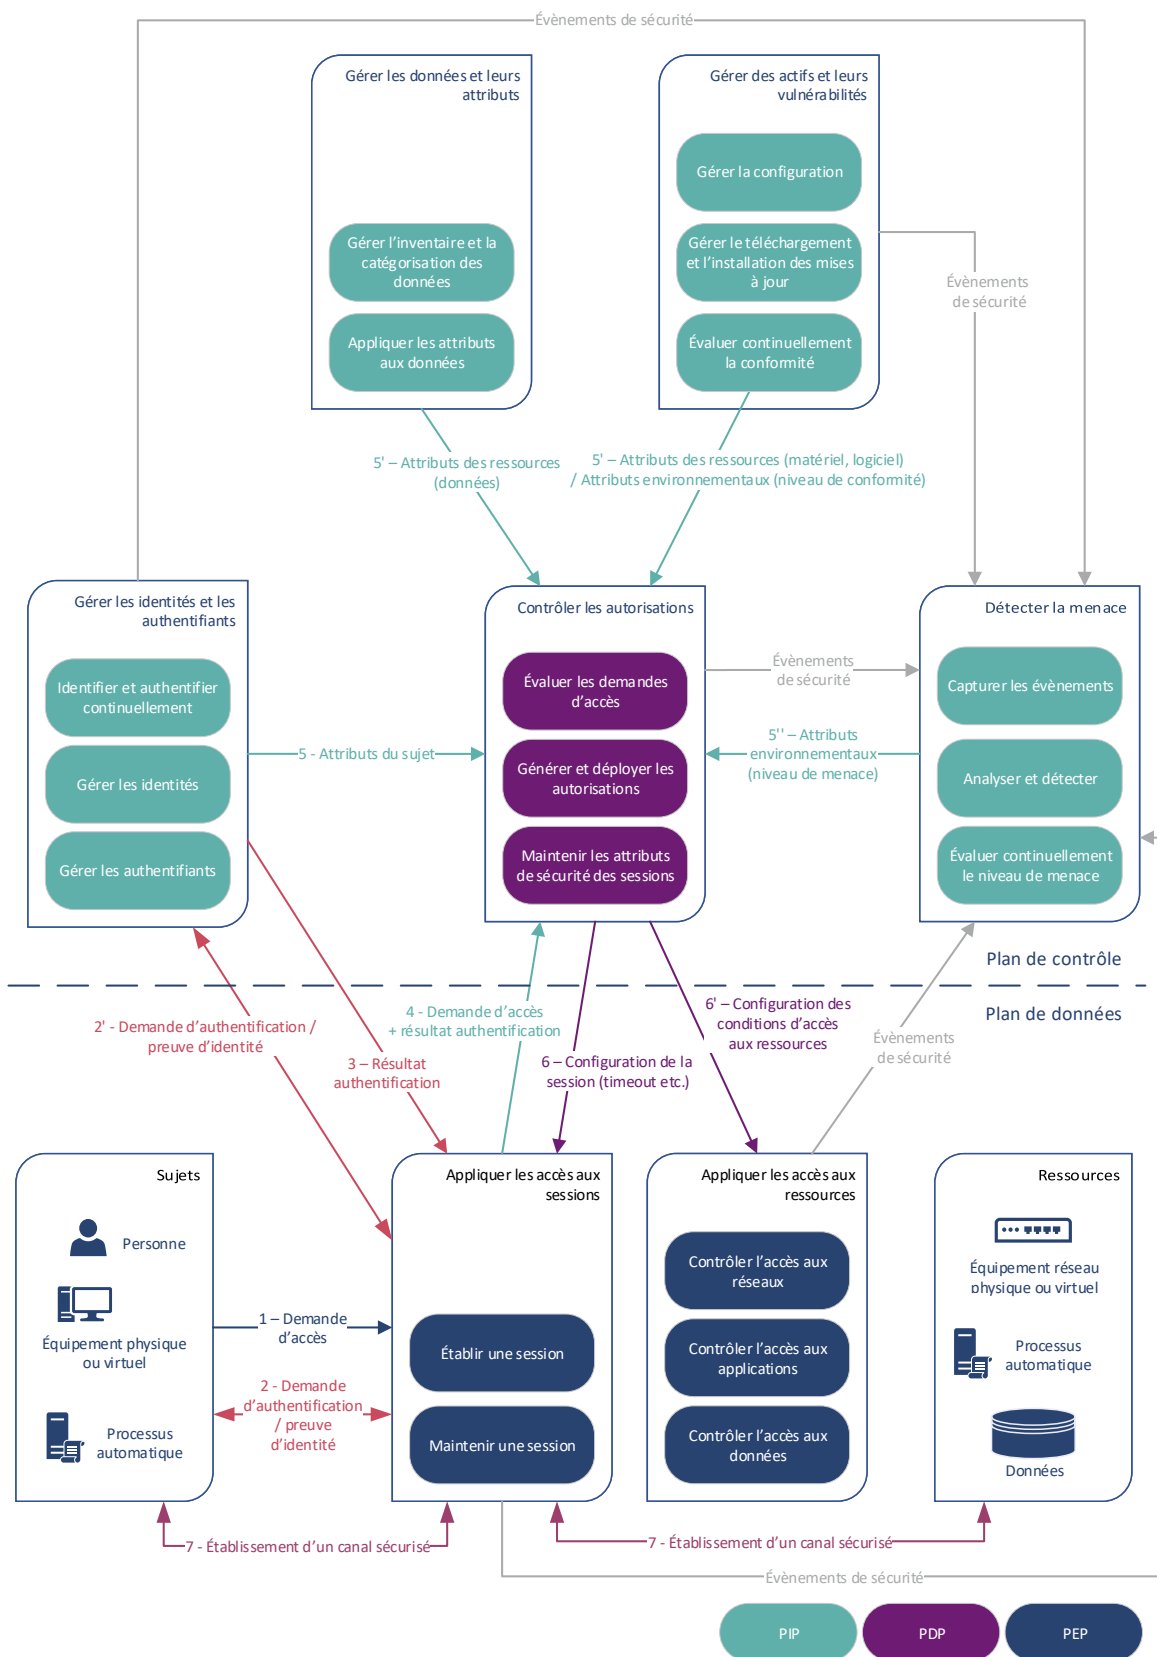 Évènements de sécurité
Gérer les données et leurs
attributs
Gérer l’inventaire et la
catégorisation des
données
Appliquer les attributs
aux données
Gérer des actifs et leurs
vulnérabilités
Gérer la configuration
Gérer le téléchargement
et l’installation des mises
à jour
Évaluer continuellement
la conformité
Évènements
de sécurité
5' – Attributs des ressources
(données)
5' – Attributs des ressources (matériel, logiciel)
/ Attributs environnementaux (niveau de conformité)
Gérer les identités et les
authentifiants
Identifier et authentifier
continuellement
Gérer les identités
Gérer les authentifiants
5 - Attributs du sujet
Contrôler les autorisations
Évaluer les demandes
d’accès
Générer et déployer les
autorisations
Maintenir les attributs
de sécurité des sessions
Évènements
de sécurité
5'' – Attributs
environnementaux
(niveau de menace)
Détecter la menace
Capturer les évènements
Analyser et détecter
Évaluer continuellement
le niveau de menace
Plan de contrôle
Plan de données
2' - Demande d’authentification /
preuve d’identité
3 – Résultat
authentification
4 - Demande d’accès
+ résultat authentification
6 – Configuration de la
session (timeout etc.)
6' – Configuration des
conditions d’accès
aux ressources
Évènements
de sécurité
Sujets
Personne
Équipement physique
ou virtuel
Processus
automatique
1 – Demande
d’accès
2 - Demande
d’authentification
/ preuve
d’identité
Appliquer les accès aux
sessions
Établir une session
Maintenir une session
Appliquer les accès aux
ressources
Contrôler l’accès aux
réseaux
Contrôler l’accès aux
applications
Contrôler l’accès aux
données
Ressources
Équipement réseau
physique ou virtuel
Processus
automatique
Données
7 - Établissement d’un canal sécurisé
7 - Établissement d’un canal sécurisé
Évènements de sécurité
PIP
PDP
PEP